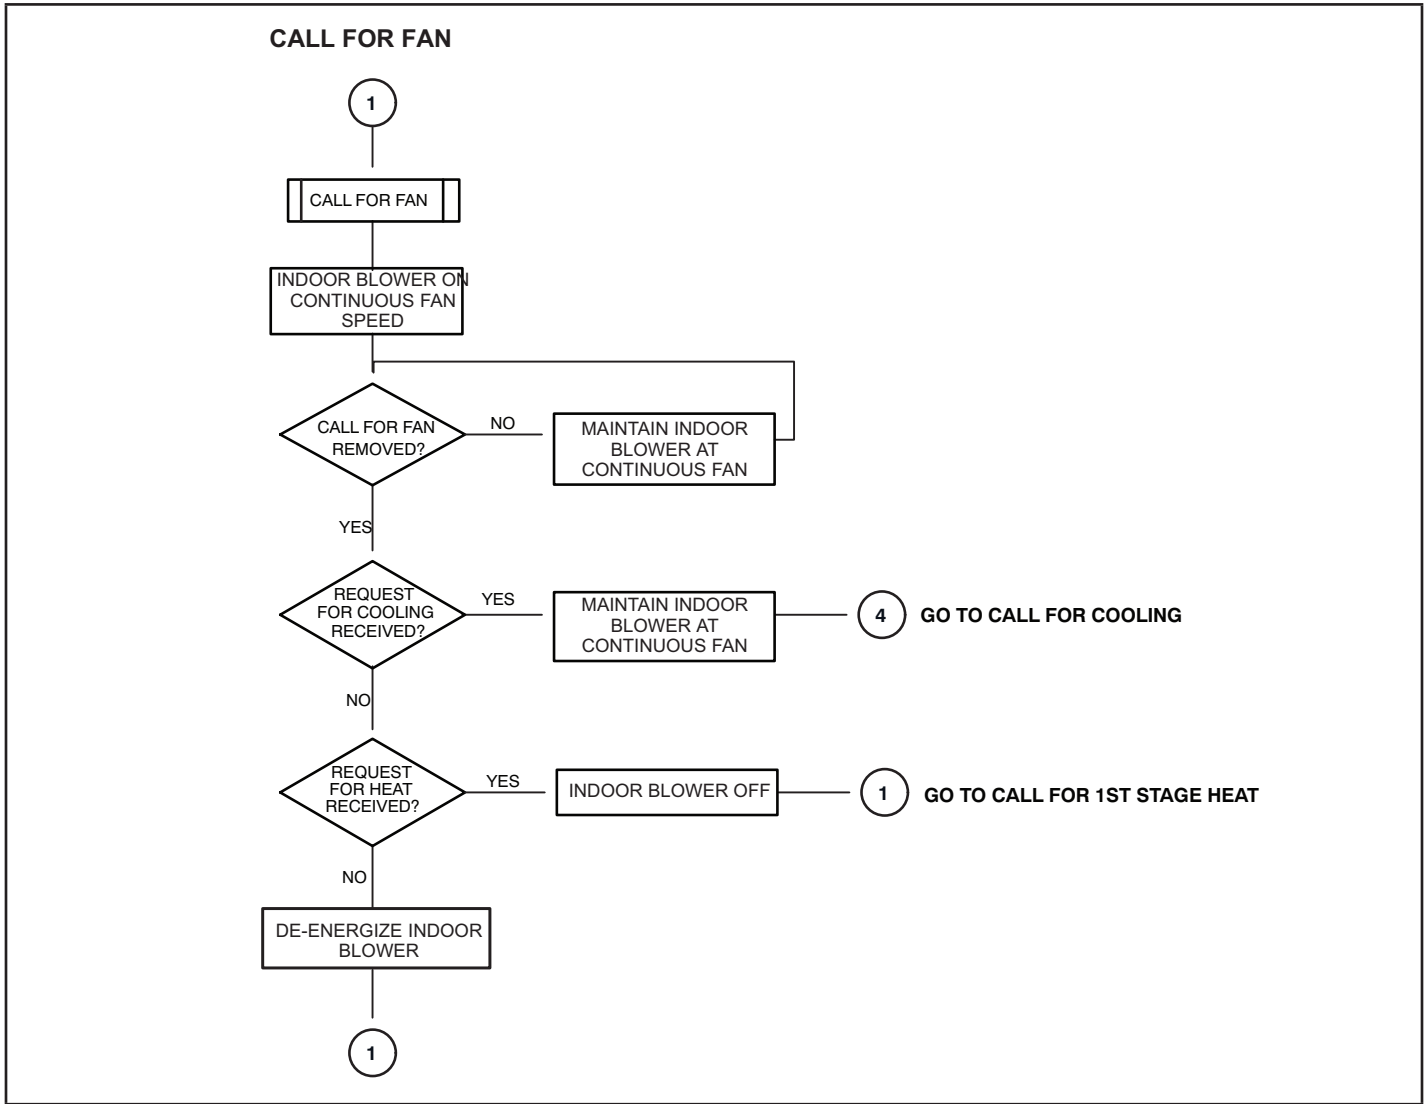 CALL FOR FAN
1
CALL FOR FAN
INDOOR BLOWER ON
CONTINUOUS FAN
SPEED
CALL FOR FAN
REMOVED?
NO
MAINTAIN INDOOR
BLOWER AT
CONTINUOUS FAN
YES
REQUEST
FOR COOLING
RECEIVED?
YES
MAINTAIN INDOOR
BLOWER AT
CONTINUOUS FAN
4
GO TO CALL FOR COOLING
NO
REQUEST
FOR HEAT
RECEIVED?
YES
INDOOR BLOWER OFF
1
GO TO CALL FOR 1ST STAGE HEAT
NO
DE-ENERGIZE INDOOR
BLOWER
1